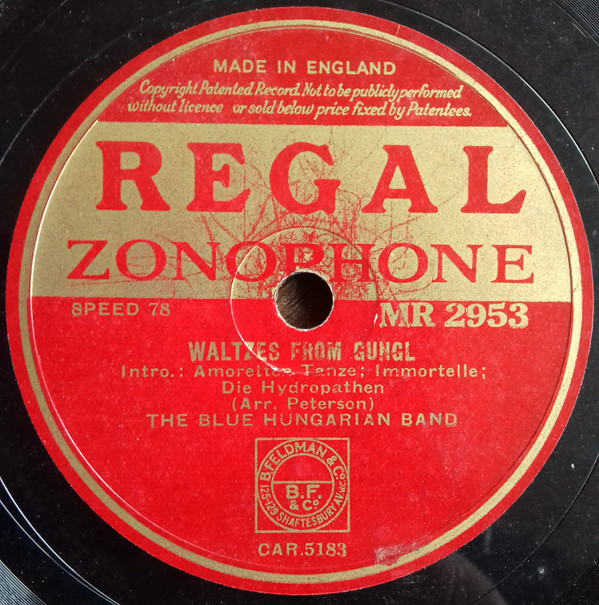 MADE IN ENGLAND
Copyright Patented Record. Not to be publicly performed
without licence or sold below price fixed by Patentees.
REGAL
ZONOPHONE
SPEED 78
MR 2953
WALTZES FROM GUNGL
Intro.: Amoretten Tanze; Immortelle;
Die Hydropathen
(Arr. Peterson)
THE BLUE HUNGARIAN BAND
B. FELDMAN & Co
B.F.
& Co
125-129 SHAFTESBURY AV. W.C.
CAR.5183